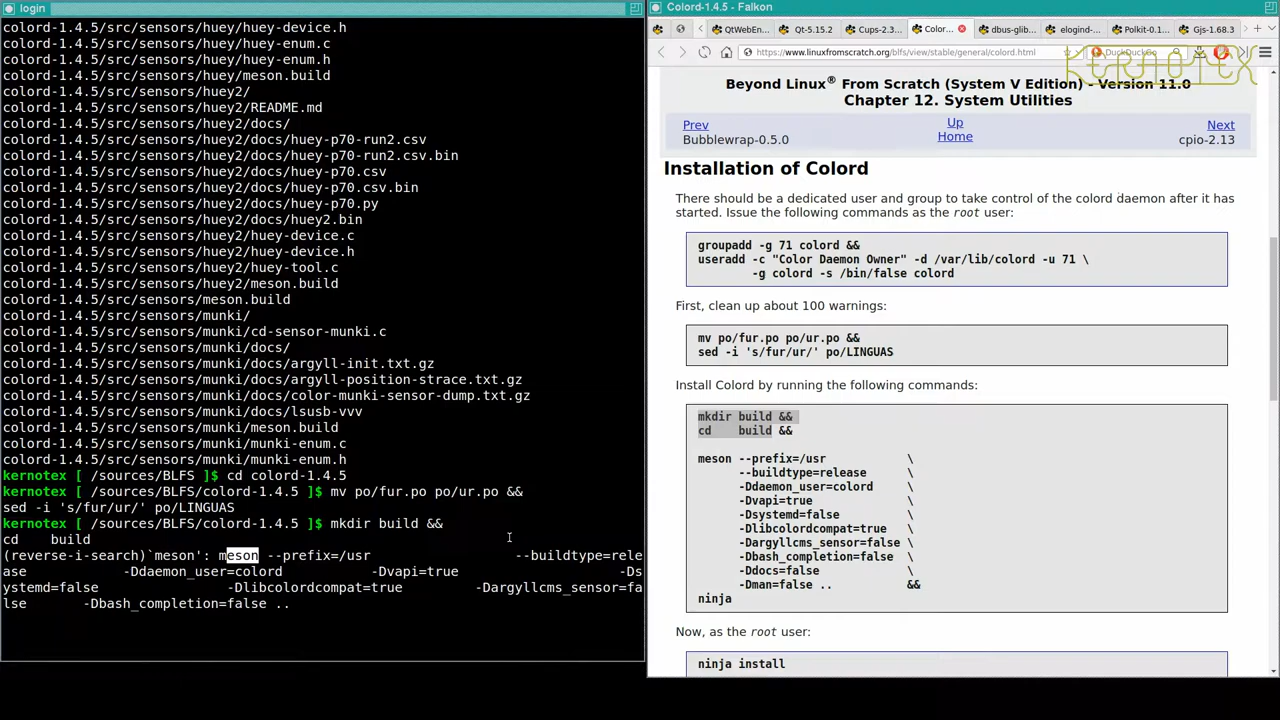 login
colord-1.4.5/src/sensors/huey/huey-device.h
colord-1.4.5/src/sensors/huey/huey-enum.c
colord-1.4.5/src/sensors/huey/huey-enum.h
colord-1.4.5/src/sensors/huey/meson.build
colord-1.4.5/src/sensors/huey2/
colord-1.4.5/src/sensors/huey2/README.md
colord-1.4.5/src/sensors/huey2/docs/
colord-1.4.5/src/sensors/huey2/docs/huey-p70-run2.csv
colord-1.4.5/src/sensors/huey2/docs/huey-p70-run2.csv.bin
colord-1.4.5/src/sensors/huey2/docs/huey-p70.csv
colord-1.4.5/src/sensors/huey2/docs/huey-p70.csv.bin
colord-1.4.5/src/sensors/huey2/docs/huey-p70.py
colord-1.4.5/src/sensors/huey2/docs/huey2.bin
colord-1.4.5/src/sensors/huey2/huey-device.c
colord-1.4.5/src/sensors/huey2/huey-device.h
colord-1.4.5/src/sensors/huey2/huey-tool.c
colord-1.4.5/src/sensors/huey2/meson.build
colord-1.4.5/src/sensors/meson.build
colord-1.4.5/src/sensors/munki/
colord-1.4.5/src/sensors/munki/cd-sensor-munki.c
colord-1.4.5/src/sensors/munki/docs/
colord-1.4.5/src/sensors/munki/docs/argyll-init.txt.gz
colord-1.4.5/src/sensors/munki/docs/argyll-position-strace.txt.gz
colord-1.4.5/src/sensors/munki/docs/color-munki-sensor-dump.txt.gz
colord-1.4.5/src/sensors/munki/docs/lsusb-vvv
colord-1.4.5/src/sensors/munki/meson.build
colord-1.4.5/src/sensors/munki/munki-enum.c
colord-1.4.5/src/sensors/munki/munki-enum.h
kernotex [ /sources/BLFS ]$ cd colord-1.4.5
kernotex [ /sources/BLFS/colord-1.4.5 ]$ mv po/fur.po po/ur.po &&
sed -i 's/fur/ur/' po/LINGUAS
kernotex [ /sources/BLFS/colord-1.4.5 ]$ mkdir build &&
cd    build
(reverse-i-search)`meson': meson --prefix=/usr                  --buildtype=rele
ase     -Ddaemon_user=colord           -Dvapi=true                    -Ds
ystemd=false                -Dlibcolordcompat=true         -Dargyllcms_sensor=fa
lse       -Dbash_completion=false ..
Colord-1.4.5 - Falkon
QtWebEn... Qt-5.15.2 Cups-2.3... Color... dbus-glib... elogind-... Polkit-0.1... Gjs-1.68.3
https://www.linuxfromscratch.org/blfs/view/stable/general/colord.html DuckDuckGo
KERNOTEX
Beyond Linux® From Scratch (System V Edition) - Version 11.0
Chapter 12. System Utilities
Prev Up Next
Bubblewrap-0.5.0 Home cpio-2.13
Installation of Colord
There should be a dedicated user and group to take control of the colord daemon after it has
started. Issue the following commands as the root user:
groupadd -g 71 colord &&
useradd -c "Color Daemon Owner" -d /var/lib/colord -u 71 \
        -g colord -s /bin/false colord
First, clean up about 100 warnings:
mv po/fur.po po/ur.po &&
sed -i 's/fur/ur/' po/LINGUAS
Install Colord by running the following commands:
mkdir build &&
cd    build &&
meson --prefix=/usr            \
      --buildtype=release      \
      -Ddaemon_user=colord     \
      -Dvapi=true              \
      -Dsystemd=false          \
      -Dlibcolordcompat=true   \
      -Dargyllcms_sensor=false \
      -Dbash_completion=false  \
      -Ddocs=false             \
      -Dman=false ..           &&
ninja
Now, as the root user:
ninja install